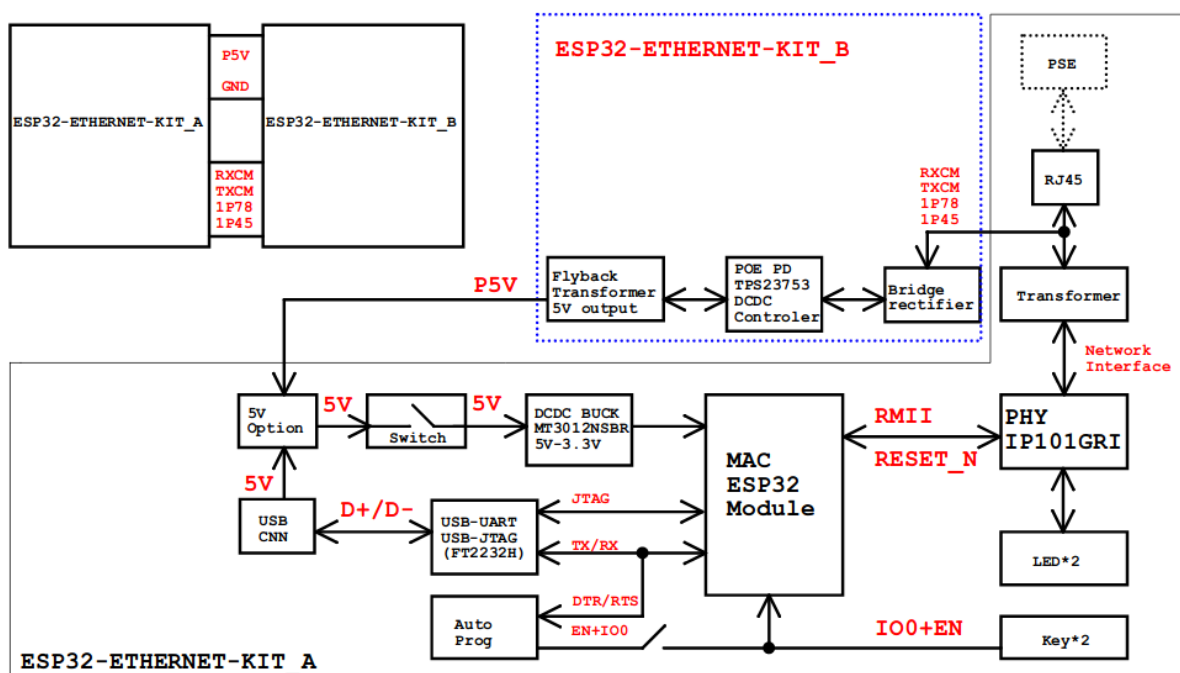 P5V
GND
ESP32-ETHERNET-KIT_A
ESP32-ETHERNET-KIT_B
RXCM
TXCM
1P78
1P45
ESP32-ETHERNET-KIT_B
PSE
RJ45
RXCM
TXCM
1P78
1P45
P5V
Flyback
Transformer
5V output
POE PD
TPS23753
DCDC
Controler
Bridge
rectifier
Transformer
Network
Interface
5V
Option
5V
Switch
5V
DCDC BUCK
MT3012NSBR
5V-3.3V
MAC
ESP32
Module
RMII
RESET_N
PHY
IP101GRI
5V
USB
CNN
D+/D-
USB-UART
USB-JTAG
(FT2232H)
JTAG
TX/RX
LED*2
DTR/RTS
Auto
Prog
EN+IO0
IO0+EN
Key*2
ESP32-ETHERNET-KIT_A